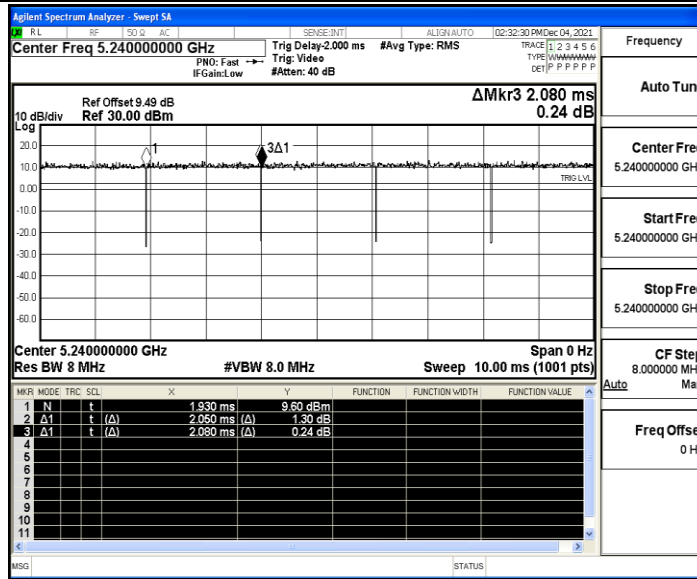 Agilent Spectrum Analyzer - Swept SA
RL RF 50 Ω AC SENSE:INT ALIGN AUTO 02:32:30 PM Dec 04, 2021
Center Freq 5.240000000 GHz
PNO: Fast
IFGain:Low
Trig Delay-2.000 ms
Trig: Video
#Atten: 40 dB
#Avg Type: RMS
TRACE 1 2 3 4 5 6
TYPE
DET P P P P P P
Frequency
Auto Tun
ΔMkr3 2.080 ms
0.24 dB
Ref Offset 9.49 dB
10 dB/div Ref 30.00 dBm
Log
20.0
10.0
0.00
-10.0
-20.0
-30.0
-40.0
-50.0
-60.0
1
3Δ1
TRIG LVL
Center Fre
5.240000000 GH
Start Fre
5.240000000 GH
Stop Fre
5.240000000 GH
CF Step
8.000000 MH
Auto Ma
Freq Offse
0 H
Center 5.240000000 GHz Span 0 Hz
Res BW 8 MHz #VBW 8.0 MHz Sweep 10.00 ms (1001 pts)
MKR MODE TRC SCL X Y FUNCTION FUNCTION WIDTH FUNCTION VALUE
1 N t 1.930 ms 9.60 dBm
2 Δ1 t (Δ) 2.050 ms (Δ) 1.30 dB
3 Δ1 t (Δ) 2.080 ms (Δ) 0.24 dB
4
5
6
7
8
9
10
11
MSG STATUS